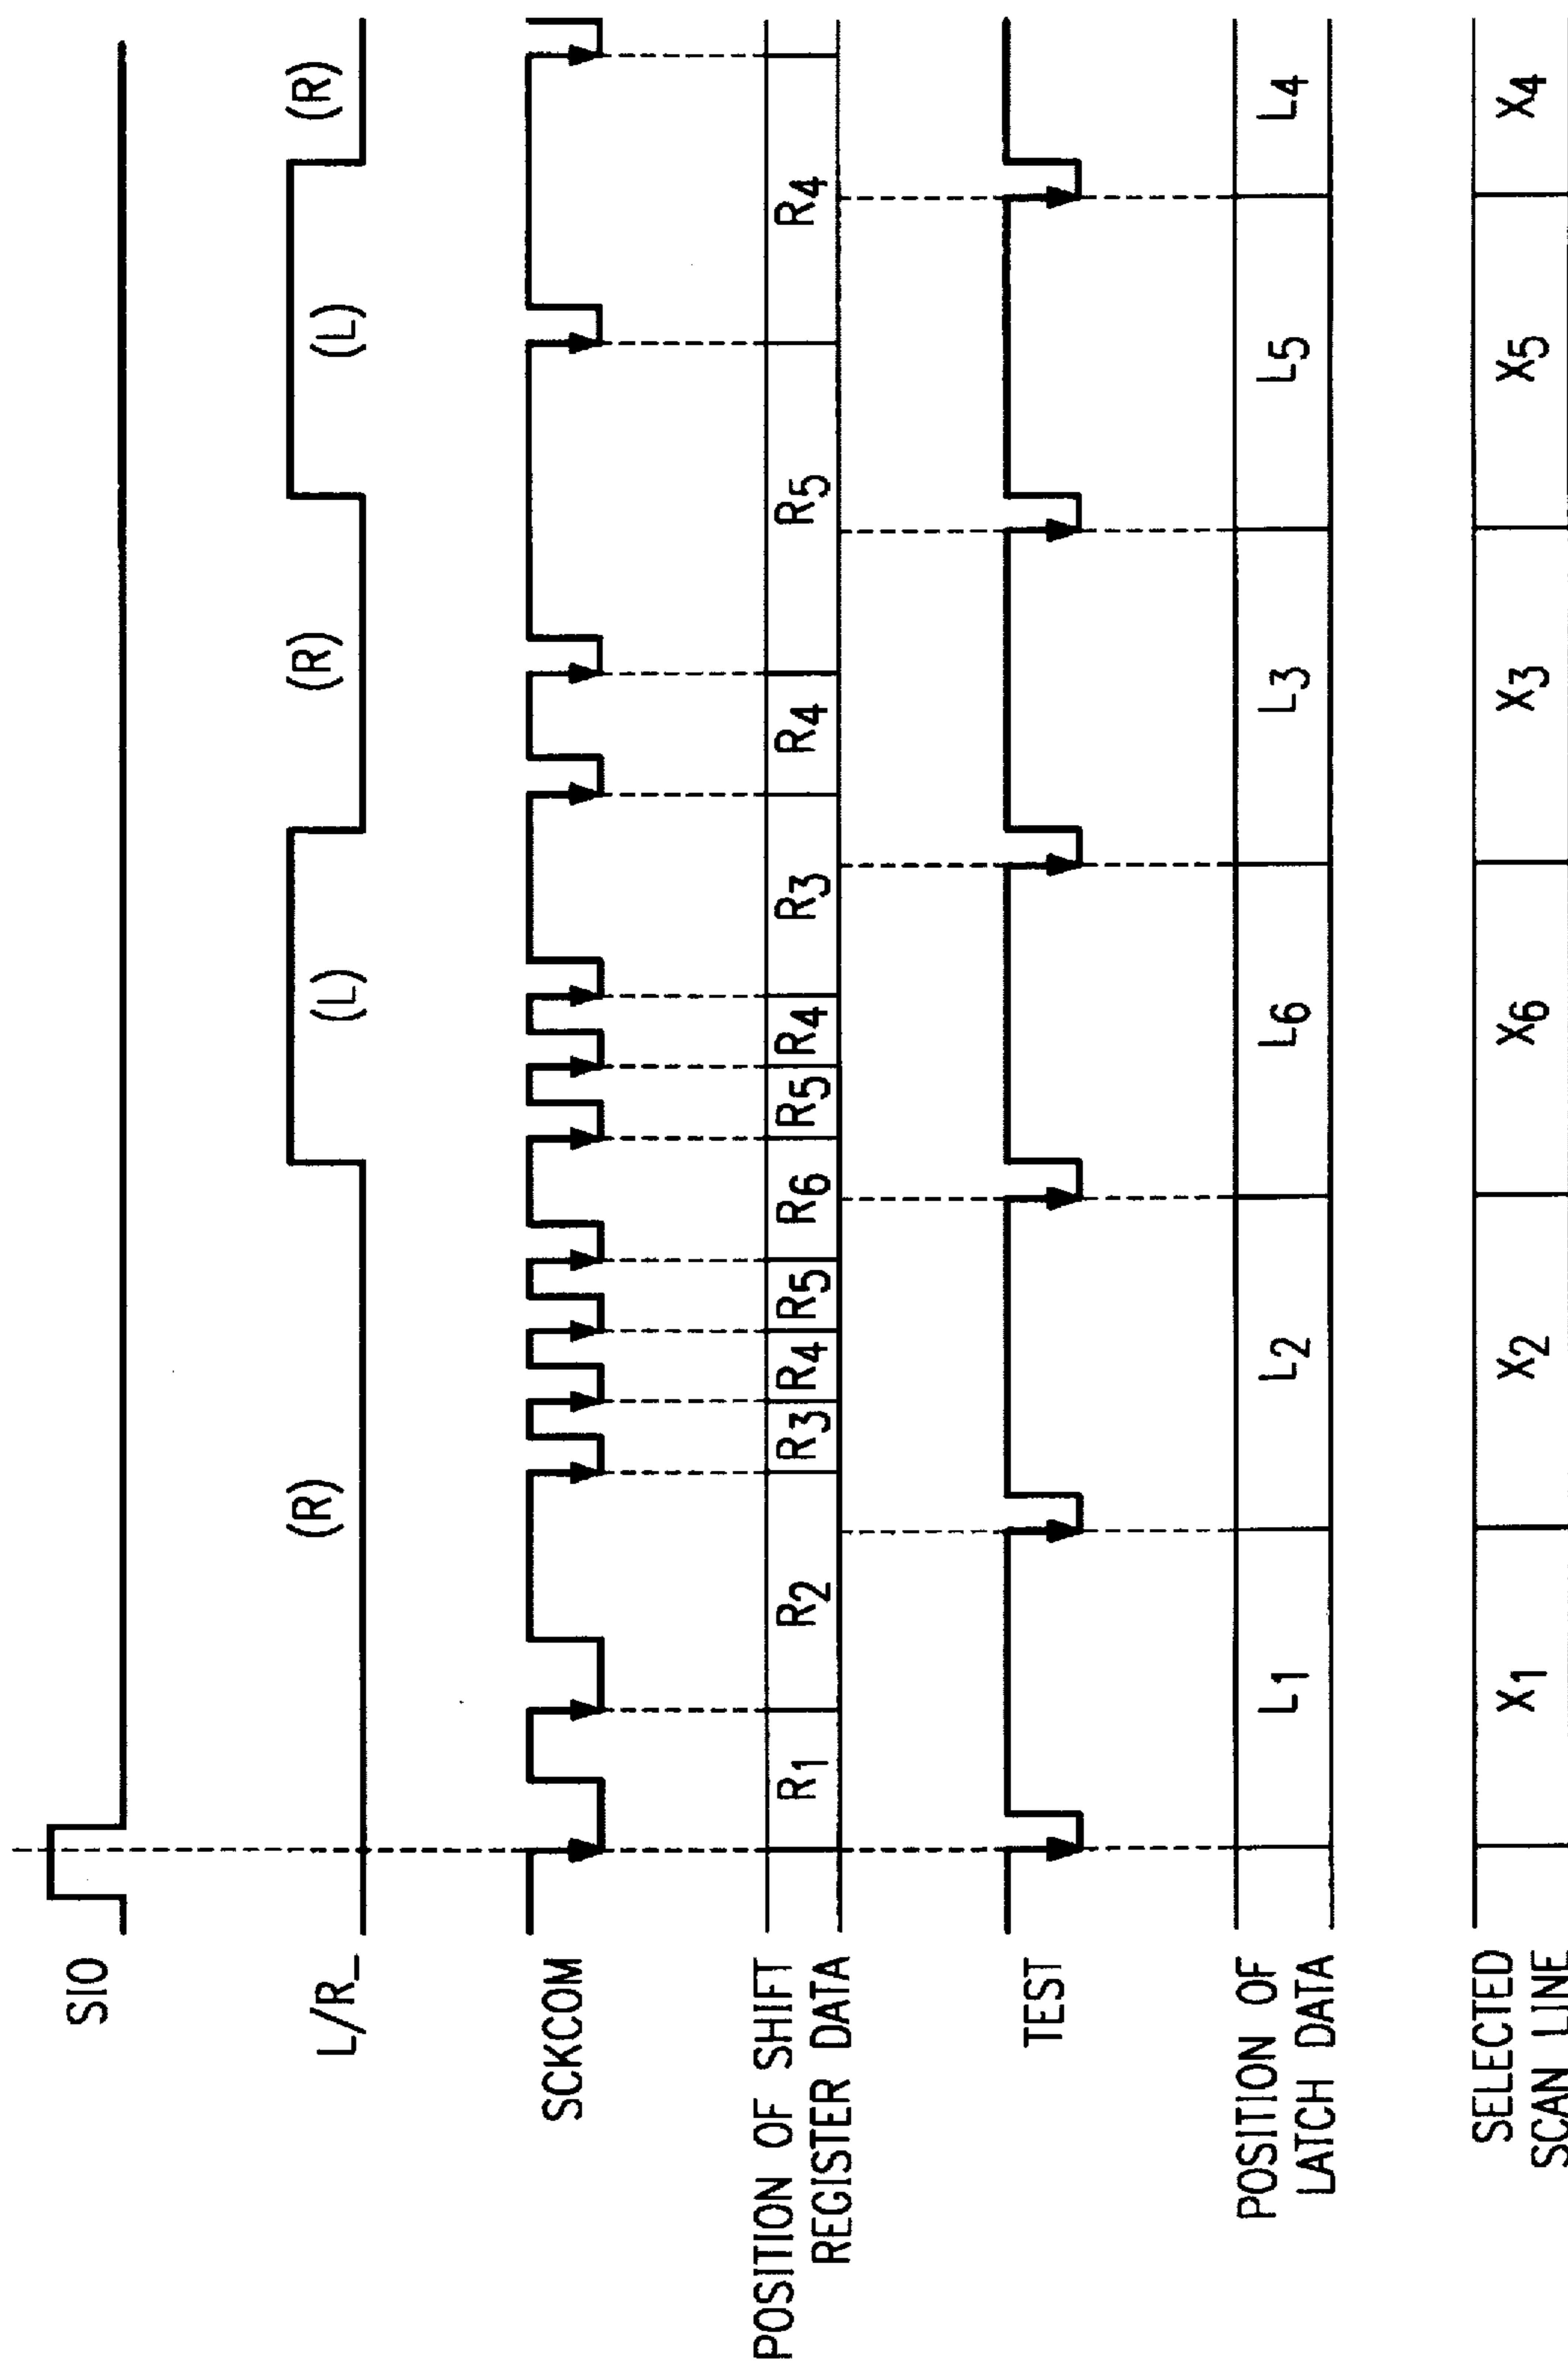 SIO
L/R_
(R)
(L)
(R)
(L)
(R)
SCKCOM
POSITION OF SHIFT
REGISTER DATA
R1 R2 R3 R4 R5 R6 R5 R4 R3 R4 R5 R4
TEST
POSITION OF
LATCH DATA
L1 L2 L6 L3 L5 L4
SELECTED
SCAN LINE
X1 X2 X6 X3 X5 X4